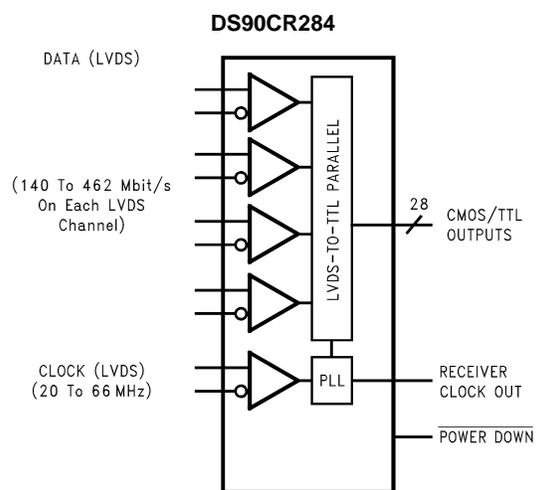 DS90CR284
DATA (LVDS)
(140 To 462 Mbit/s
On Each LVDS
Channel)
LVDS-TO-TTL PARALLEL
28
CMOS/TTL
OUTPUTS
CLOCK (LVDS)
(20 To 66 MHz)
PLL
RECEIVER
CLOCK OUT
POWER DOWN